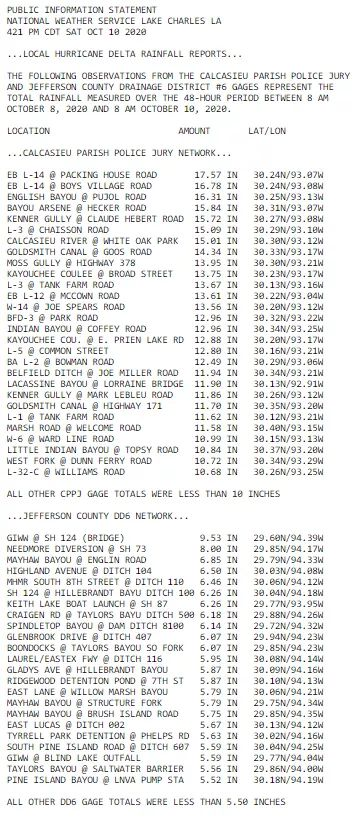 PUBLIC INFORMATION STATEMENT
NATIONAL WEATHER SERVICE LAKE CHARLES LA
421 PM CDT SAT OCT 10 2020
...LOCAL HURRICANE DELTA RAINFALL REPORTS...
THE FOLLOWING OBSERVATIONS FROM THE CALCASIEU PARISH POLICE JURY
AND JEFFERSON COUNTY DRAINAGE DISTRICT #6 GAGES REPRESENT THE
TOTAL RAINFALL MEASURED OVER THE 48-HOUR PERIOD BETWEEN 8 AM
OCTOBER 8, 2020 AND 8 AM OCTOBER 10, 2020.
LOCATION AMOUNT LAT/LON
...CALCASIEU PARISH POLICE JURY NETWORK...
EB L-14 @ PACKING HOUSE ROAD 17.57 IN 30.24N/93.07W
EB L-14 @ BOYS VILLAGE ROAD 16.78 IN 30.24N/93.08W
ENGLISH BAYOU @ PUJOL ROAD 16.31 IN 30.25N/93.13W
BAYOU ARSENE @ HECKER ROAD 15.84 IN 30.31N/93.07W
KENNER GULLY @ CLAUDE HEBERT ROAD 15.72 IN 30.27N/93.08W
L-3 @ CHAISSON ROAD 15.09 IN 30.29N/93.10W
CALCASIEU RIVER @ WHITE OAK PARK 15.01 IN 30.30N/93.12W
GOLDSMITH CANAL @ GOOS ROAD 14.34 IN 30.33N/93.17W
MOSS GULLY @ HIGHWAY 378 13.95 IN 30.30N/93.21W
KAYOUCHEE COULEE @ BROAD STREET 13.75 IN 30.23N/93.17W
L-3 @ TANK FARM ROAD 13.67 IN 30.13N/93.16W
EB L-12 @ MCCOWN ROAD 13.61 IN 30.22N/93.04W
W-14 @ JOE SPEARS ROAD 13.56 IN 30.20N/93.12W
BFD-3 @ PARK ROAD 12.96 IN 30.32N/93.22W
INDIAN BAYOU @ COFFEY ROAD 12.96 IN 30.34N/93.25W
KAYOUCHEE COU. @ E. PRIEN LAKE RD 12.88 IN 30.20N/93.17W
L-5 @ COMMON STREET 12.80 IN 30.16N/93.21W
BA L-2 @ BOWMAN ROAD 12.49 IN 30.29N/93.06W
BELFIELD DITCH @ JOE MILLER ROAD 11.94 IN 30.34N/93.21W
LACASSINE BAYOU @ LORRAINE BRIDGE 11.90 IN 30.13N/92.91W
KENNER GULLY @ MARK LEBLEU ROAD 11.86 IN 30.26N/93.12W
GOLDSMITH CANAL @ HIGHWAY 171 11.70 IN 30.35N/93.20W
L-1 @ TANK FARM ROAD 11.62 IN 30.12N/93.21W
MARSH ROAD @ WELCOME ROAD 11.58 IN 30.40N/93.15W
W-6 @ WARD LINE ROAD 10.99 IN 30.15N/93.13W
LITTLE INDIAN BAYOU @ TOPSY ROAD 10.84 IN 30.37N/93.20W
WEST FORK @ DUNN FERRY ROAD 10.72 IN 30.34N/93.29W
L-32-C @ WILLIAMS ROAD 10.68 IN 30.26N/93.25W
ALL OTHER CPPJ GAGE TOTALS WERE LESS THAN 10 INCHES
...JEFFERSON COUNTY DD6 NETWORK...
GIWW @ SH 124 (BRIDGE) 9.53 IN 29.60N/94.39W
NEEDMORE DIVERSION @ SH 73 8.00 IN 29.85N/94.17W
MAYHAW BAYOU @ ENGLIN ROAD 6.85 IN 29.79N/94.33W
HIGHLAND AVENUE @ DITCH 104 6.50 IN 30.03N/94.08W
MHMR SOUTH 8TH STREET @ DITCH 110 6.46 IN 30.06N/94.12W
SH 124 @ HILLEBRANDT BAYU DITCH 100 6.26 IN 30.04N/94.18W
KEITH LAKE BOAT LAUNCH @ SH 87 6.26 IN 29.77N/93.95W
CRAIGEN RD @ TAYLORS BAYU DITCH 500 6.18 IN 29.88N/94.26W
SPINDLETOP BAYOU @ DAM DITCH 8100 6.14 IN 29.72N/94.32W
GLENBROOK DRIVE @ DITCH 407 6.07 IN 29.94N/94.23W
BOONDOCKS @ TAYLORS BAYOU SO FORK 6.07 IN 29.85N/94.23W
LAUREL/EASTEX FWY @ DITCH 116 5.95 IN 30.08N/94.14W
GLADYS AVE @ HILLEBRANDT BAYOU 5.87 IN 30.09N/94.16W
RIDGEWOOD DETENTION POND @ 7TH ST 5.87 IN 30.10N/94.13W
EAST LANE @ WILLOW MARSH BAYOU 5.79 IN 30.06N/94.21W
MAYHAW BAYOU @ STRUCTURE FORK 5.79 IN 29.75N/94.34W
MAYHAW BAYOU @ BRUSH ISLAND ROAD 5.75 IN 29.85N/94.35W
EAST LUCAS @ DITCH 002 5.67 IN 30.13N/94.12W
TYRRELL PARK DETENTION @ PHELPS RD 5.63 IN 30.02N/94.16W
SOUTH PINE ISLAND ROAD @ DITCH 607 5.59 IN 30.04N/94.25W
GIWW @ BLIND LAKE OUTFALL 5.59 IN 29.77N/94.04W
TAYLORS BAYOU @ SALTWATER BARRIER 5.56 IN 29.86N/94.00W
PINE ISLAND BAYOU @ LNVA PUMP STA 5.52 IN 30.18N/94.19W
ALL OTHER DD6 GAGE TOTALS WERE LESS THAN 5.50 INCHES